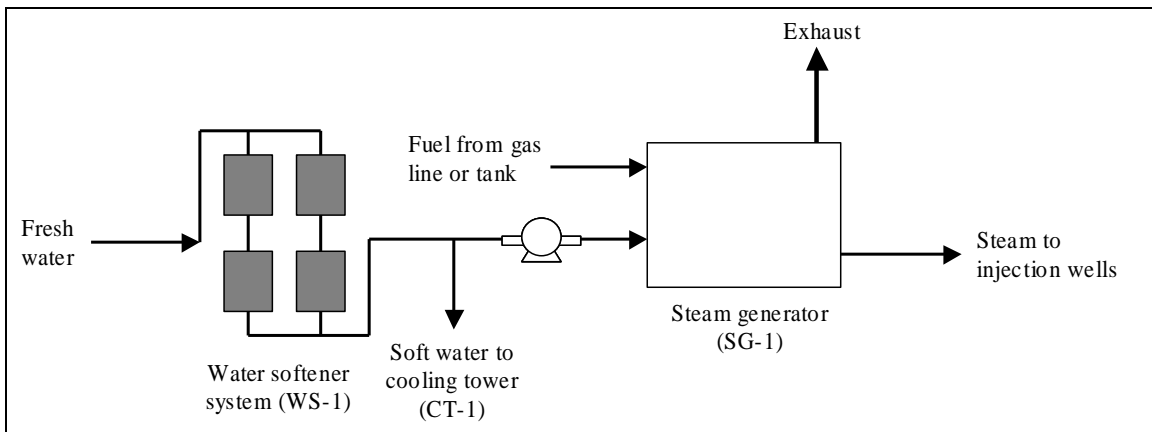 Exhaust
Fuel from gas
line or tank
Fresh
water
Steam to
injection wells
Steam generator
(SG-1)
Soft water to
cooling tower
(CT-1)
Water softener
system (WS-1)